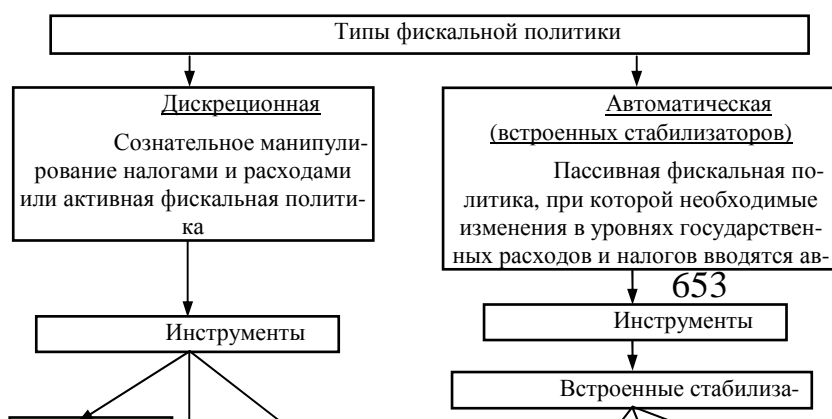 Типы фискальной политики
Дискреционная
Сознательное манипули-
рование налогами и расходами
или активная фискальная полити-
ка
Автоматическая
(встроенных стабилизаторов)
Пассивная фискальная по-
литика, при которой необходимые
изменения в уровнях государствен-
ных расходов и налогов вводятся ав-
653
Инструменты
Инструменты
Встроенные стабилиза-